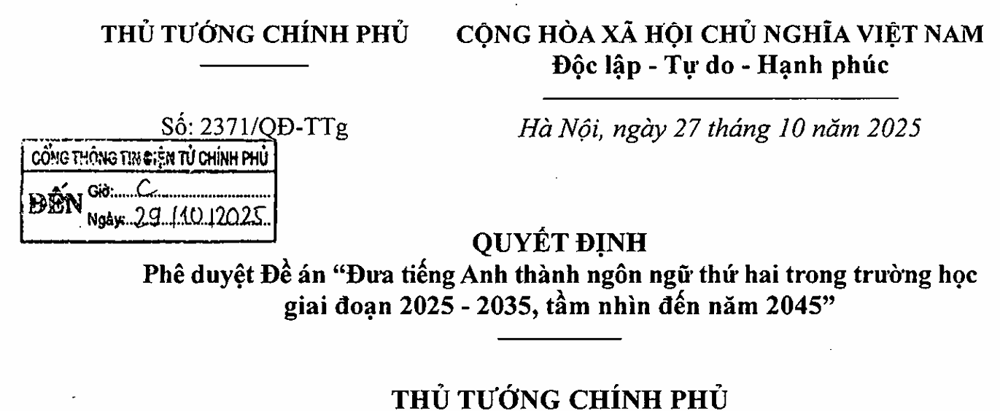 THỦ TƯỚNG CHÍNH PHỦ
CỘNG HÒA XÃ HỘI CHỦ NGHĨA VIỆT NAM
Độc lập - Tự do - Hạnh phúc
Số: 2371/QĐ-TTg
Hà Nội, ngày 27 tháng 10 năm 2025
CỔNG THÔNG TIN ĐIỆN TỬ CHÍNH PHỦ
ĐẾN
Giờ: C
Ngày: 29/10/2025
QUYẾT ĐỊNH
Phê duyệt Đề án “Đưa tiếng Anh thành ngôn ngữ thứ hai trong trường học
giai đoạn 2025 - 2035, tầm nhìn đến năm 2045”
THỦ TƯỚNG CHÍNH PHỦ